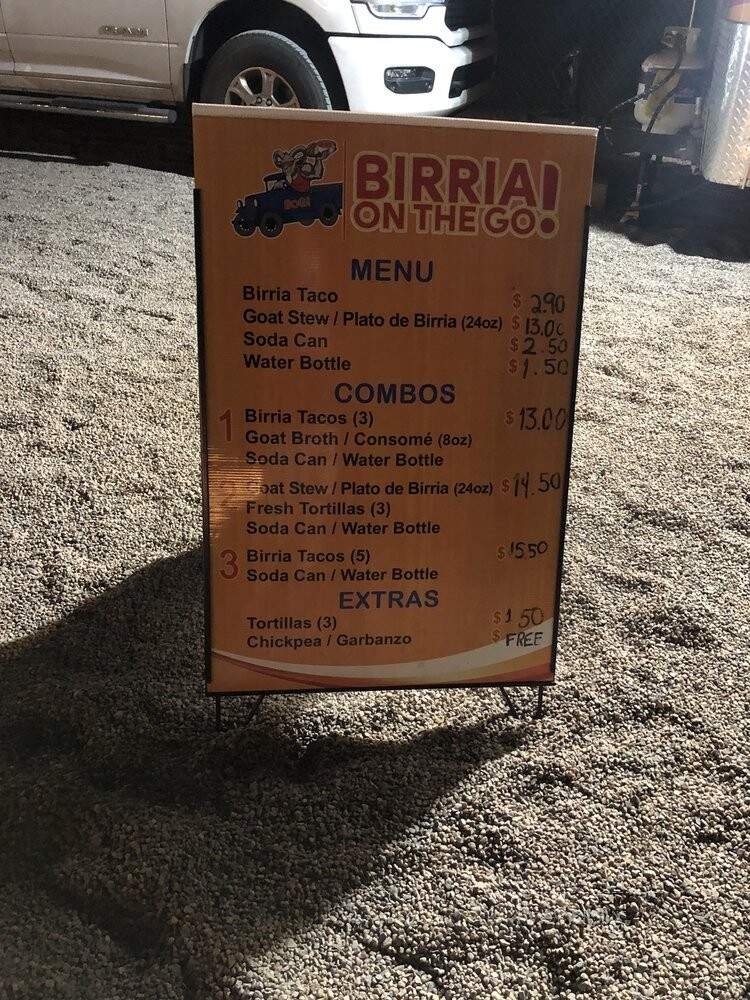 BIRRIA!
ON THE GO!
MENU
Birria Taco $ 2.90
Goat Stew / Plato de Birria (24oz) $ 13.00
Soda Can $ 2.50
Water Bottle $ 1.50
COMBOS
1 Birria Tacos (3) $ 13.00
Goat Broth / Consomé (8oz)
Soda Can / Water Bottle
Goat Stew / Plato de Birria (24oz) $ 14.50
Fresh Tortillas (3)
Soda Can / Water Bottle
3 Birria Tacos (5) $ 15.50
Soda Can / Water Bottle
EXTRAS
Tortillas (3) $ 1.50
Chickpea / Garbanzo $ FREE